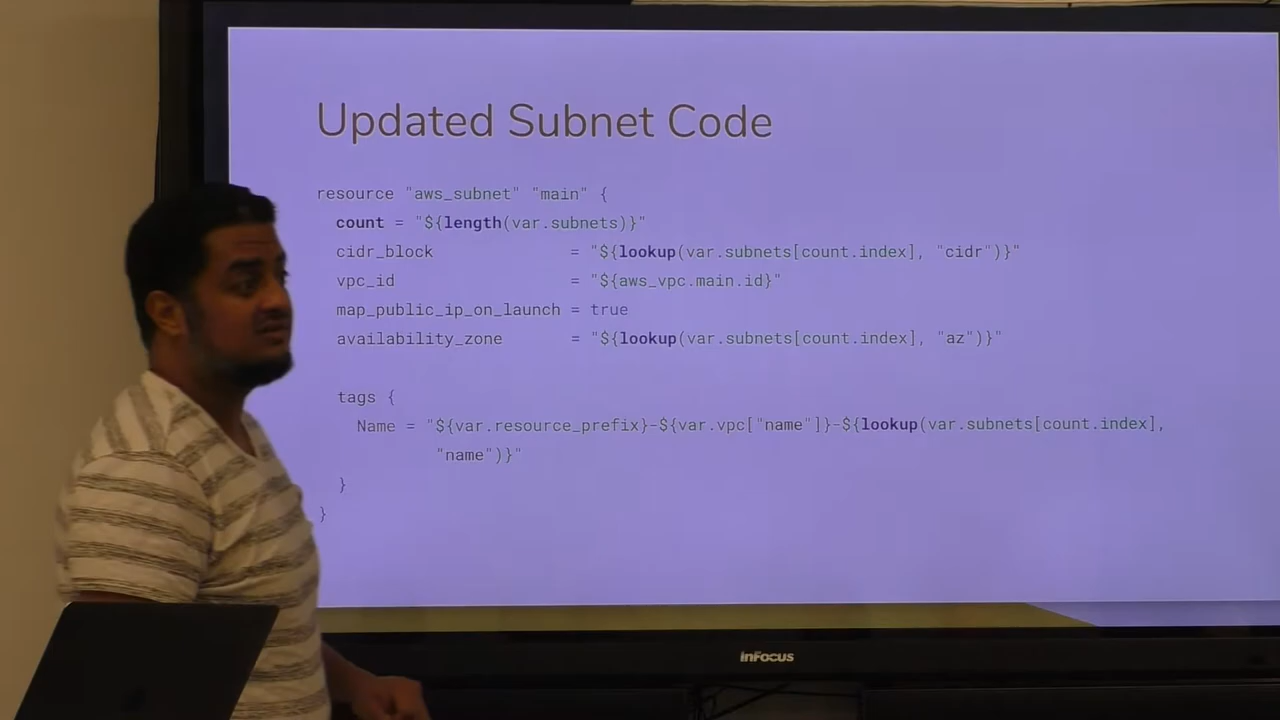 Updated Subnet Code
resource "aws_subnet" "main" {
count = "${length(var.subnets)}"
cidr_block = "${lookup(var.subnets[count.index], "cidr")}"
vpc_id = "${aws_vpc.main.id}"
map_public_ip_on_launch = true
availability_zone = "${lookup(var.subnets[count.index], "az")}"
tags {
Name = "${var.resource_prefix}-${var.vpc["name"]}-${lookup(var.subnets[count.index],
"name")}"
}
}
InFocus